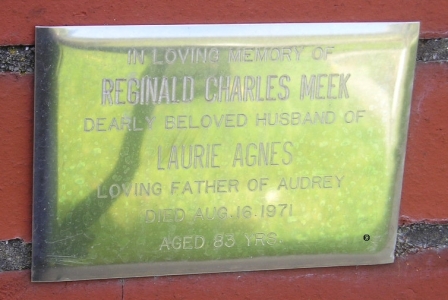 IN LOVING MEMORY OF
REGINALD CHARLES MEEK
DEARLY BELOVED HUSBAND OF
LAURIE AGNES
LOVING FATHER OF AUDREY
DIED AUG. 16. 1971
AGED 83 YRS.